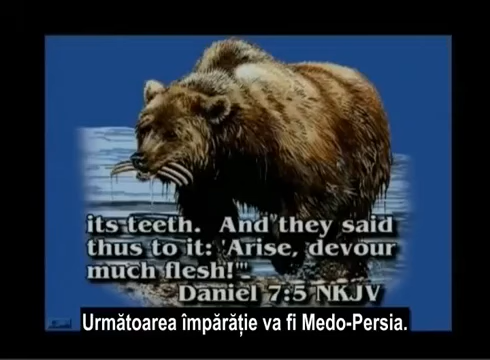 its teeth. And they said
thus to it: 'Arise, devour
much flesh!'"
Daniel 7:5 NKJV
Următoarea împărăție va fi Medo-Persia.